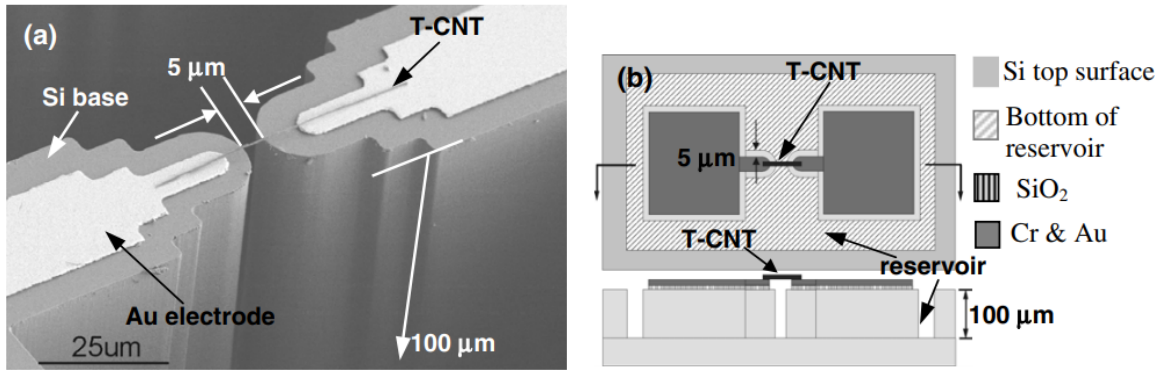 (a)
T-CNT
5 μm
Si base
Au electrode
25um
100 μm
(b)
T-CNT
5 μm
T-CNT
reservoir
100 μm
Si top surface
Bottom of
reservoir
SiO₂
Cr & Au